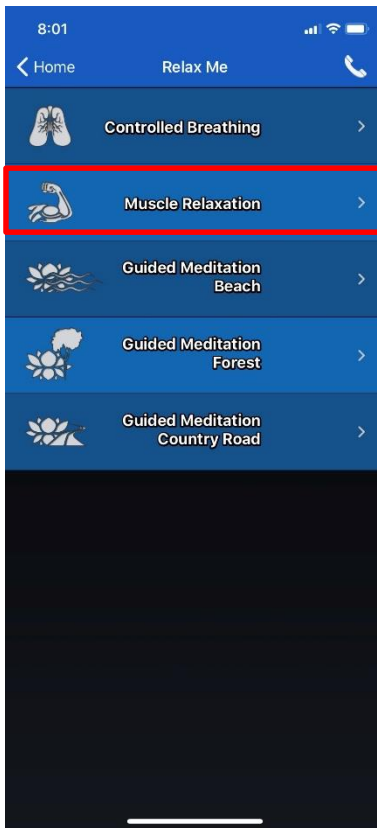 8:01
Home Relax Me
Controlled Breathing
Muscle Relaxation
Guided Meditation
Beach
Guided Meditation
Forest
Guided Meditation
Country Road